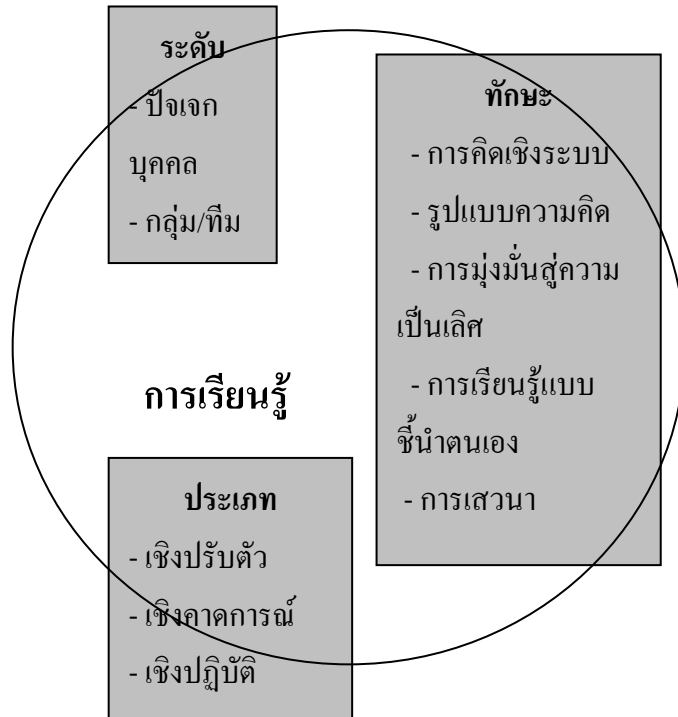 ระดับ
- ปัจเจก
บุคคล
- กลุ่ม/ทีม
ทักษะ
- การคิดเชิงระบบ
- รูปแบบความคิด
- การมุ่งมั่นสู่ความ
เป็นเลิศ
- การเรียนรู้แบบ
ชี้นำตนเอง
- การเสวนา
การเรียนรู้
ประเภท
- เชิงปรับตัว
- เชิงคาดการณ์
- เชิงปฏิบัติ